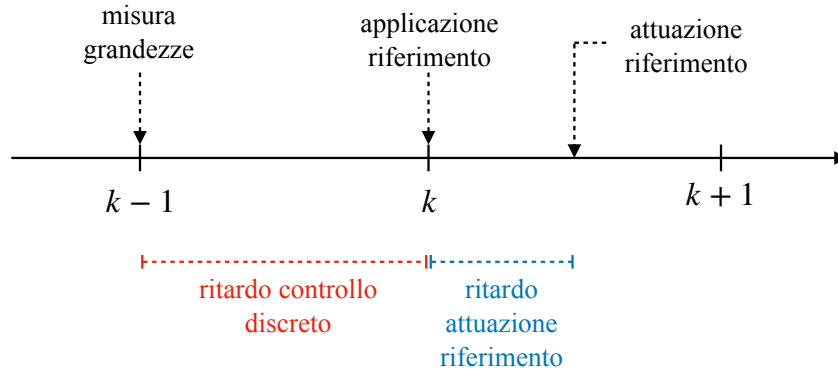 misura
grandezze
applicazione
riferimento
attuazione
riferimento
k − 1
k
k + 1
ritardo controllo
discreto
ritardo
attuazione
riferimento